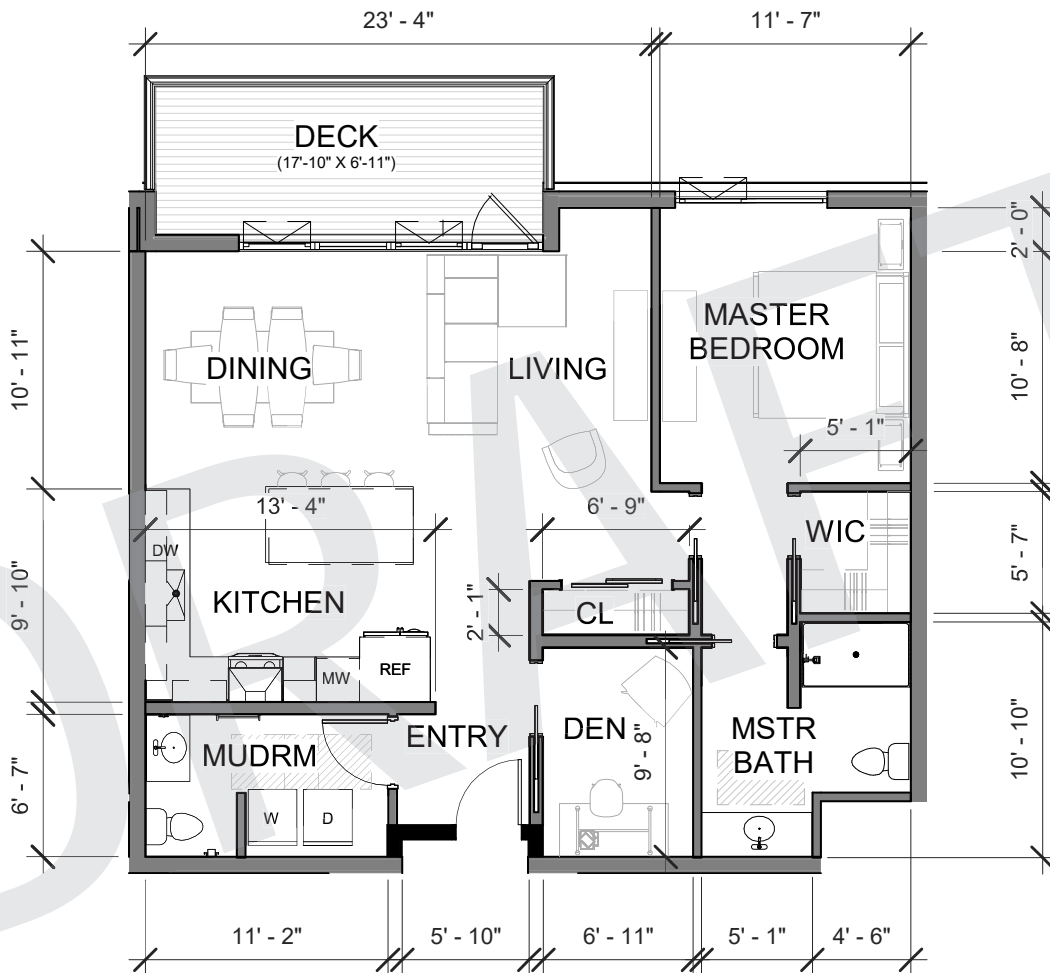 23' - 4"
11' - 7"
DECK
(17'-10" X 6'-11")
2' - 0"
10' - 11"
DINING
LIVING
MASTER
BEDROOM
10' - 8"
5' - 1"
13' - 4"
6' - 9"
WIC
DW
5' - 7"
9' - 10"
KITCHEN
2' - 1"
CL
MW
REF
MUDRM
ENTRY
DEN
9' - 8"
MSTR
BATH
10' - 10"
6' - 7"
W
D
11' - 2"
5' - 10"
6' - 11"
5' - 1"
4' - 6"
DRAFT